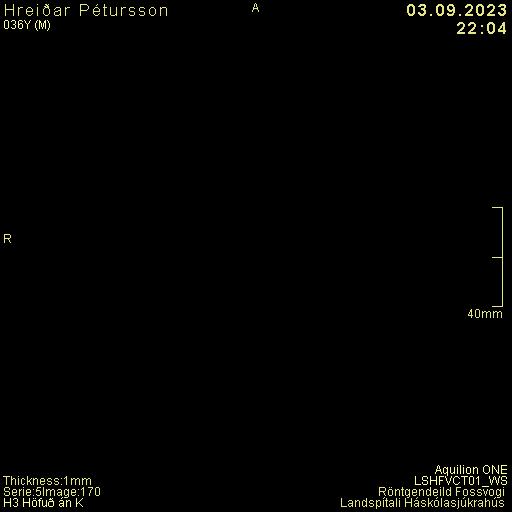 Hreiðar Pétursson
036Y (M)
A
03.09.2023
22:04
R
40mm
Thickness:1mm
Serie:5Image:170
H3 Höfuð án K
Aquilion ONE
LSHFVCT01_WS
Röntgendeild Fossvogi
Landspítali Háskólasjúkrahús